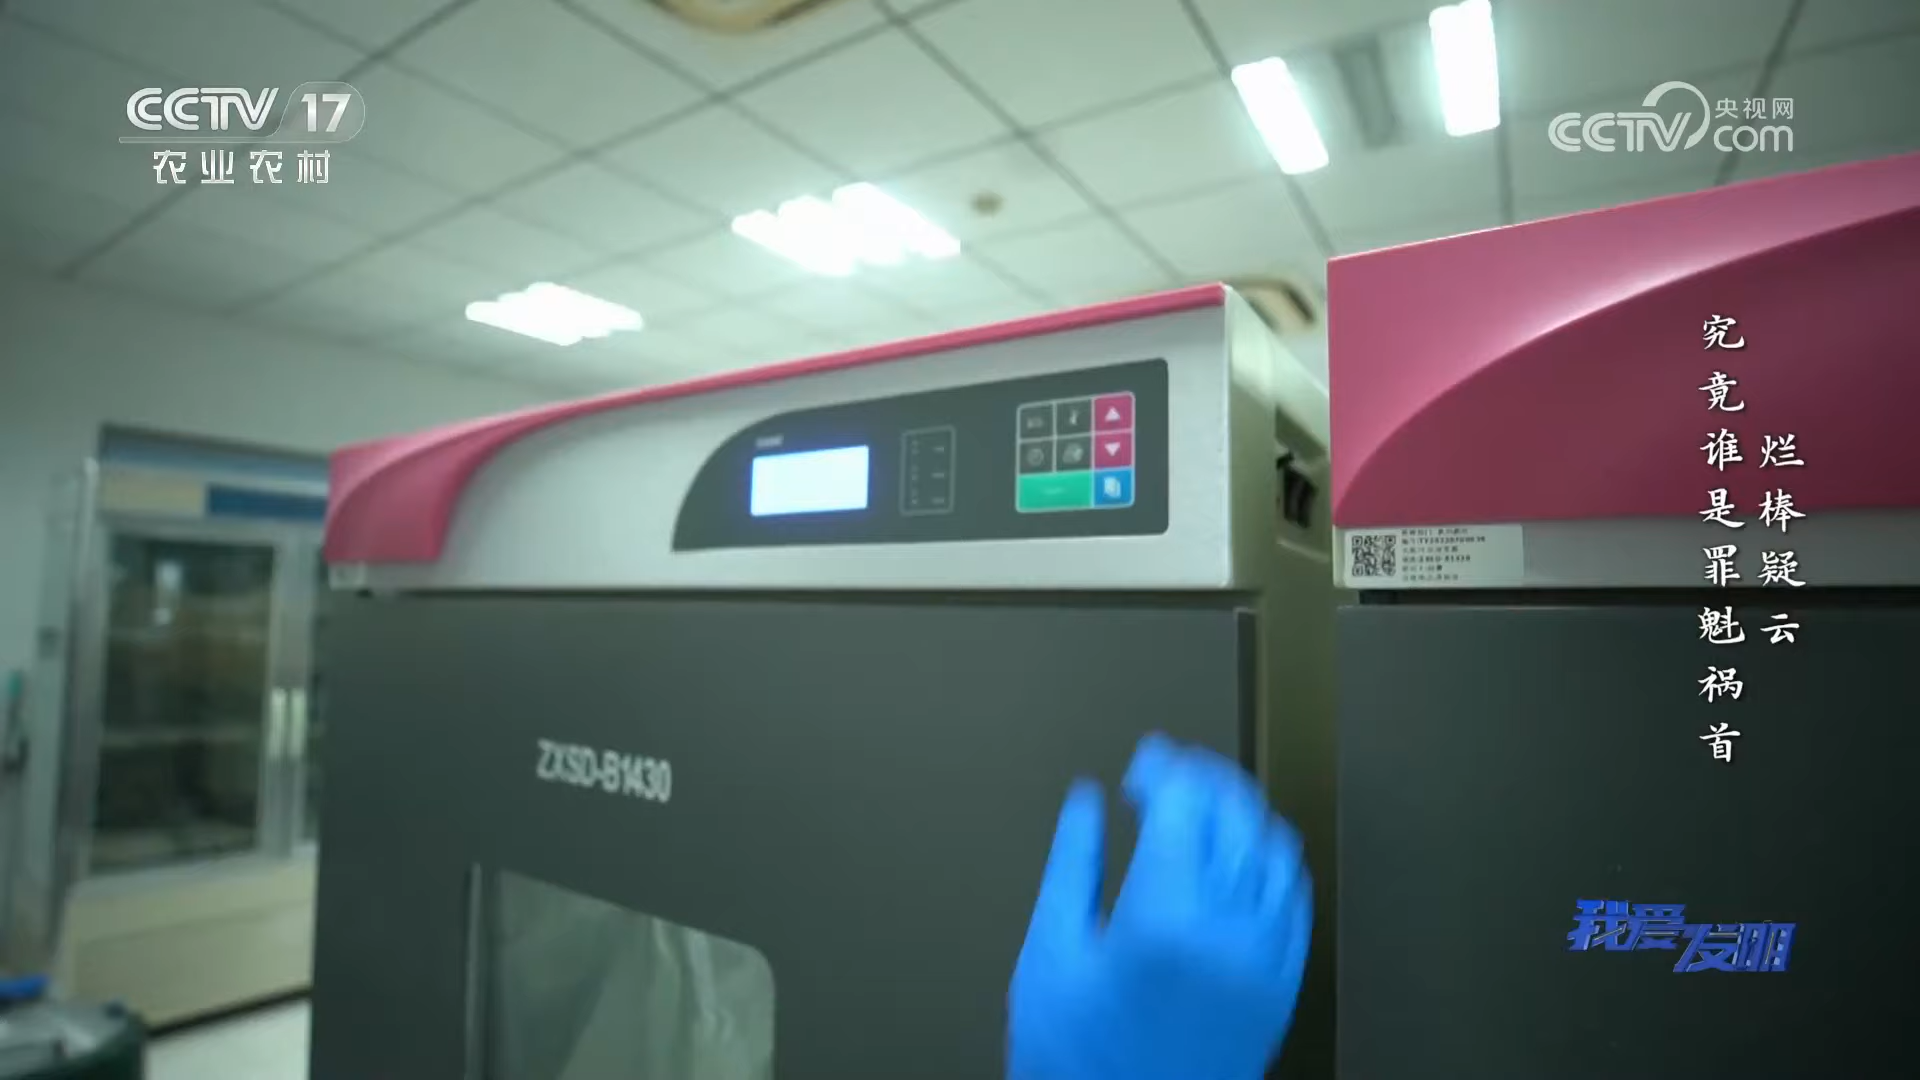 CCTV 17
农业农村
央视网
CCTV.com
烂棒疑云
究竟谁是罪魁祸首
ZXSD-B1430
我爱发明